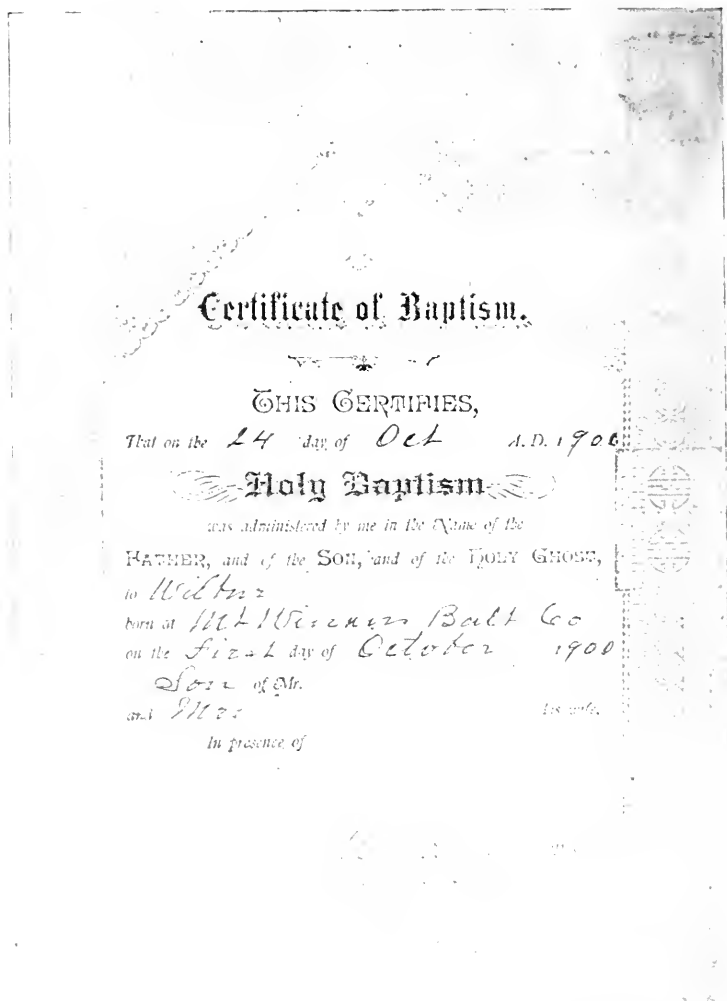 Certificate of Baptism.
THIS CERTIFIES,
That on the 24 day of Oct A.D. 1900
Holy Baptism
was administered by me in the Name of the
FATHER, and of the SON, and of the HOLY GHOST,
to Wilbur
born at Mt Winans Balt Co
on the first day of October 1900
Son of Mr.
and Mrs his wife,
In presence of